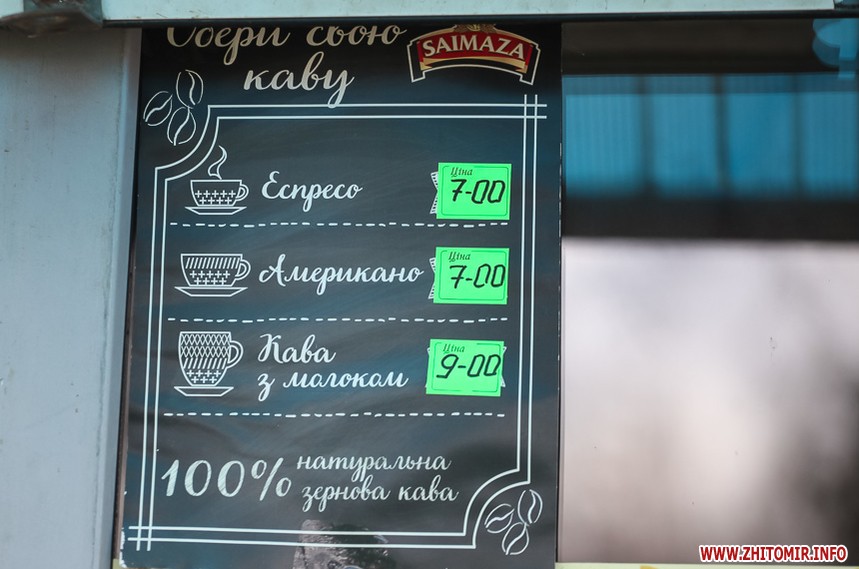 Обери свою
каву
SAIMAZA
Еспресо
Ціна
7-00
Американо
Ціна
7-00
Кава
з молоком
Ціна
9-00
100% натуральна
зернова кава
WWW.ZHITOMIR.INFO